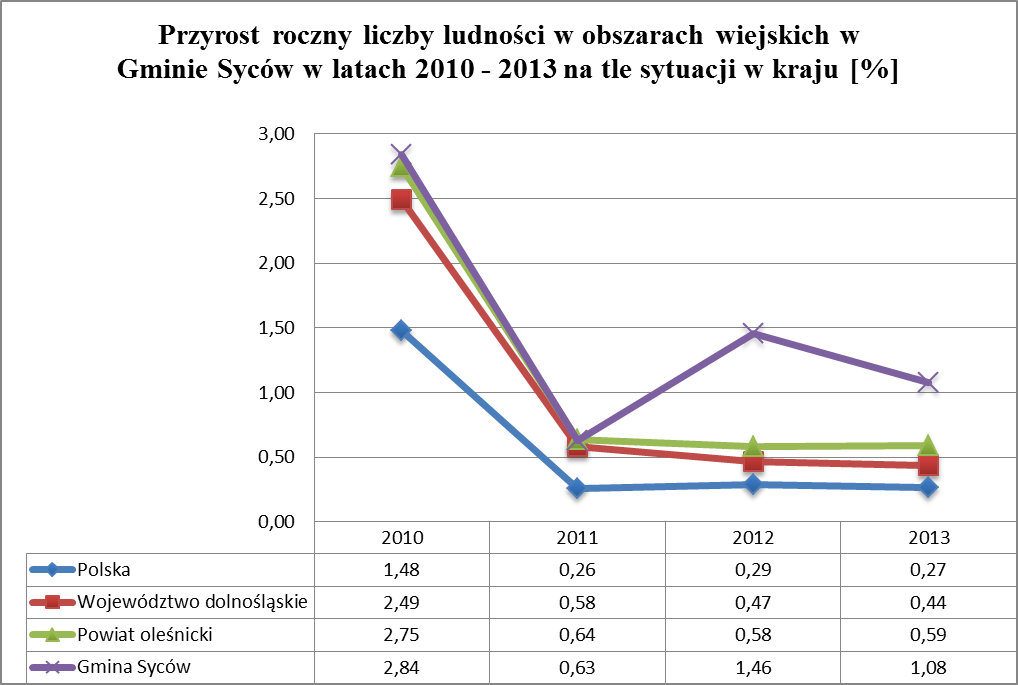 Przyrost roczny liczby ludności w obszarach wiejskich w
Gminie Syców w latach 2010 - 2013 na tle sytuacji w kraju [%]
3,00
2,50
2,00
1,50
1,00
0,50
0,00
2010 2011 2012 2013
Polska 1,48 0,26 0,29 0,27
Województwo dolnośląskie 2,49 0,58 0,47 0,44
Powiat oleśnicki 2,75 0,64 0,58 0,59
Gmina Syców 2,84 0,63 1,46 1,08